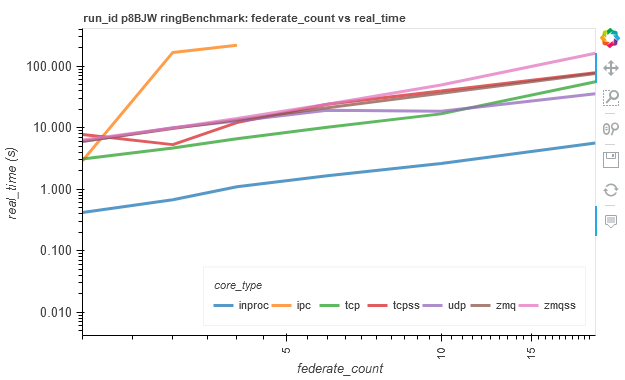 run_id p8BJW ringBenchmark: federate_count vs real_time
100.000
10.000
1.000
0.100
0.010
real_time (s)
5
10
15
federate_count
core_type
inproc ipc tcp tcpss udp zmq zmqss